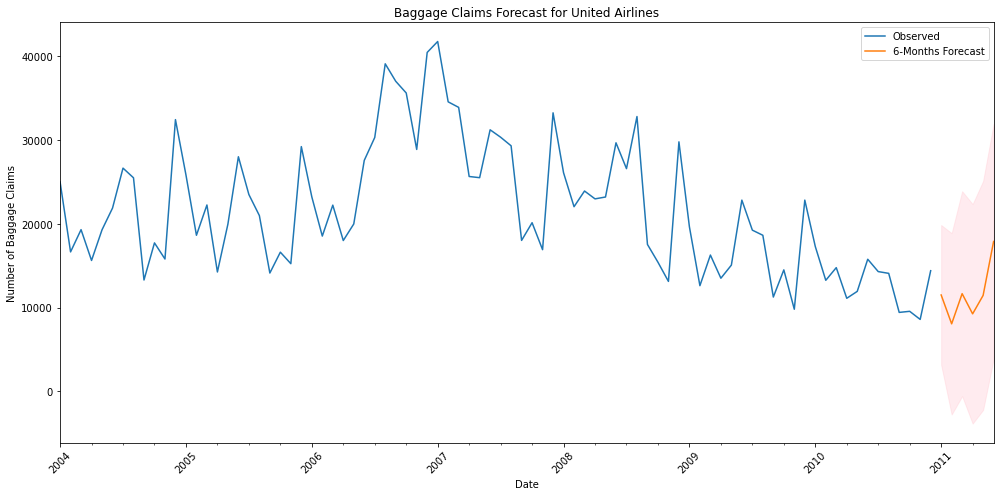 Baggage Claims Forecast for United Airlines
Observed
6-Months Forecast
Number of Baggage Claims
40000
30000
20000
10000
0
2004
2005
2006
2007
2008
2009
2010
2011
Date